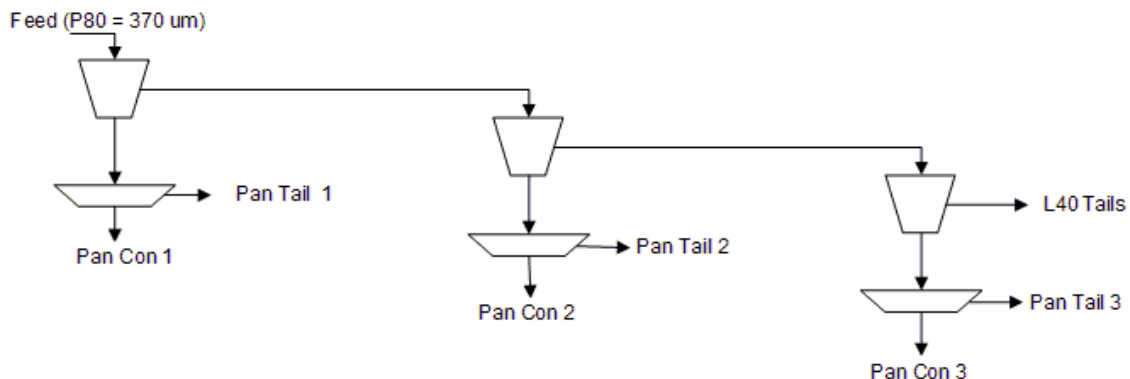 Feed (P80 = 370 um)
Pan Tail 1
Pan Con 1
Pan Tail 2
Pan Con 2
L40 Tails
Pan Tail 3
Pan Con 3